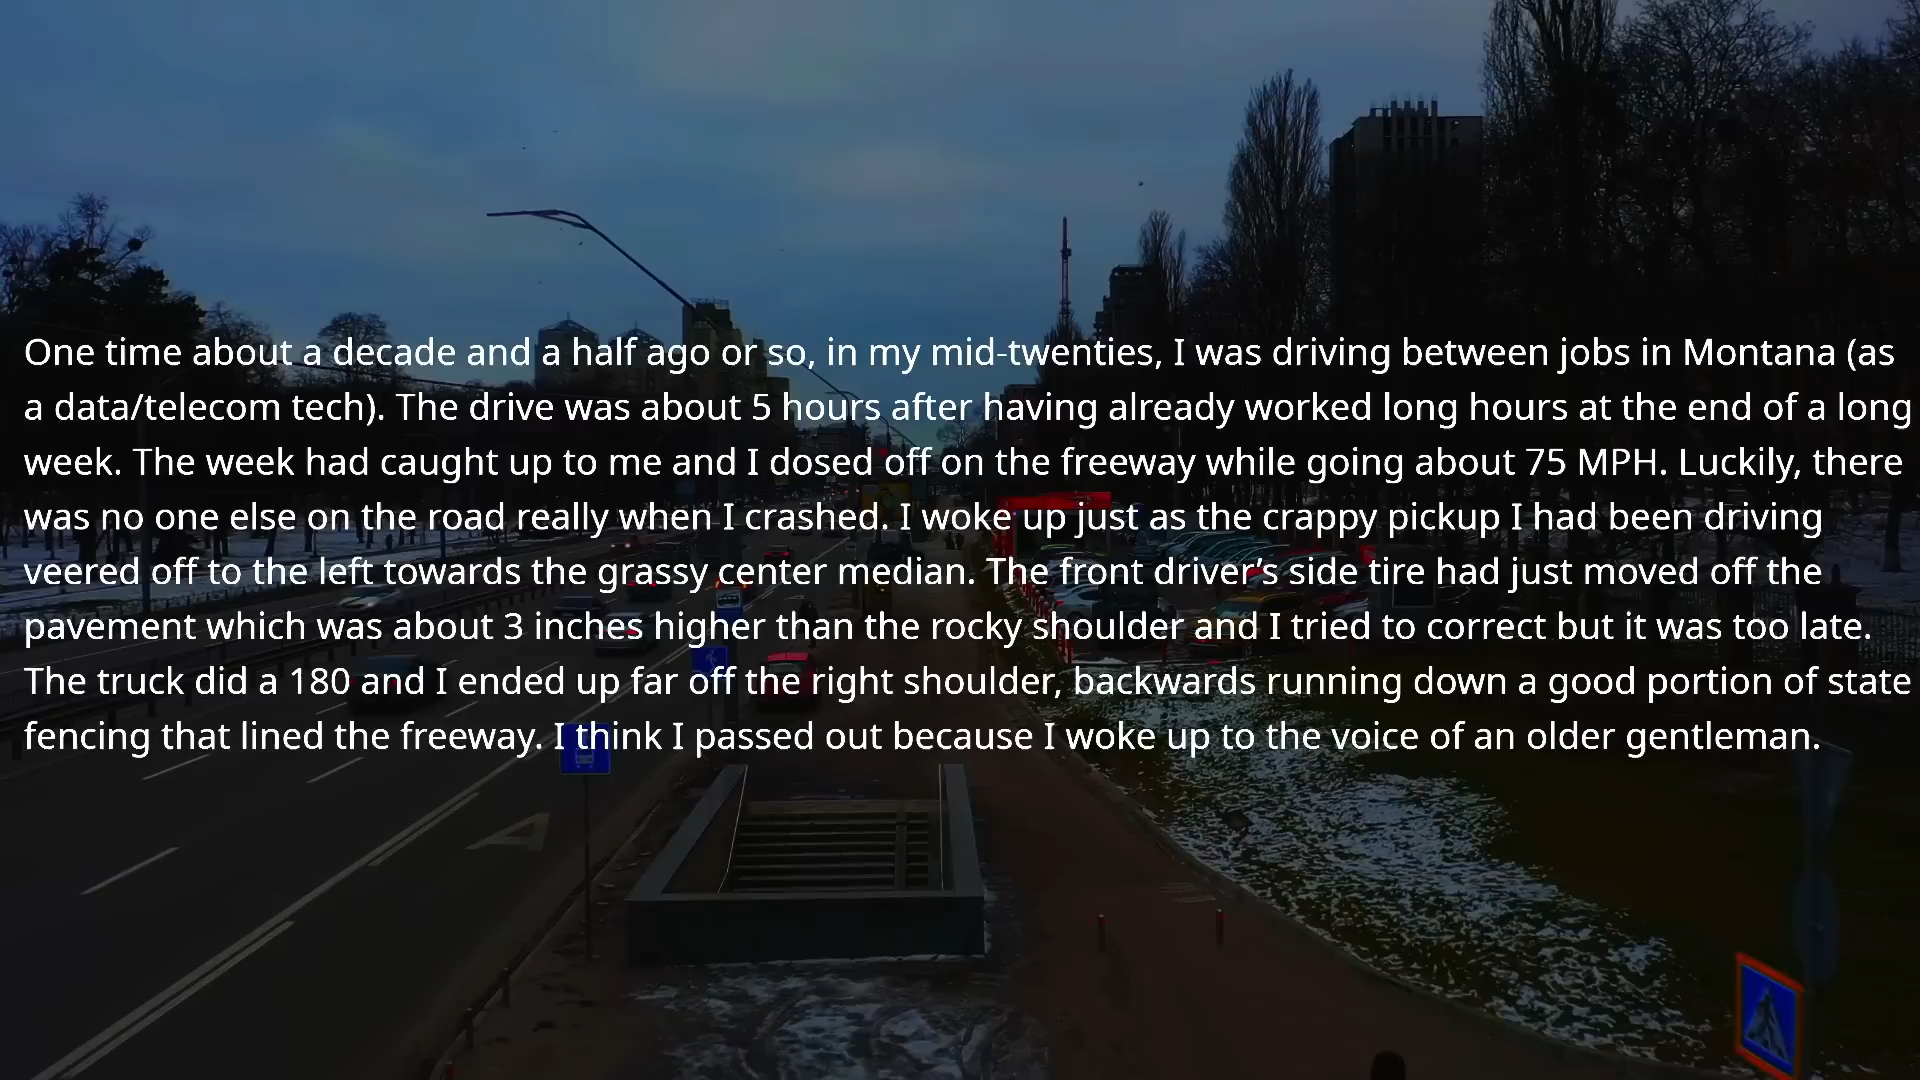 One time about a decade and a half ago or so, in my mid-twenties, I was driving between jobs in Montana (as
a data/telecom tech). The drive was about 5 hours after having already worked long hours at the end of a long
week. The week had caught up to me and I dosed off on the freeway while going about 75 MPH. Luckily, there
was no one else on the road really when I crashed. I woke up just as the crappy pickup I had been driving
veered off to the left towards the grassy center median. The front driver’s side tire had just moved off the
pavement which was about 3 inches higher than the rocky shoulder and I tried to correct but it was too late.
The truck did a 180 and I ended up far off the right shoulder, backwards running down a good portion of state
fencing that lined the freeway. I think I passed out because I woke up to the voice of an older gentleman.
A